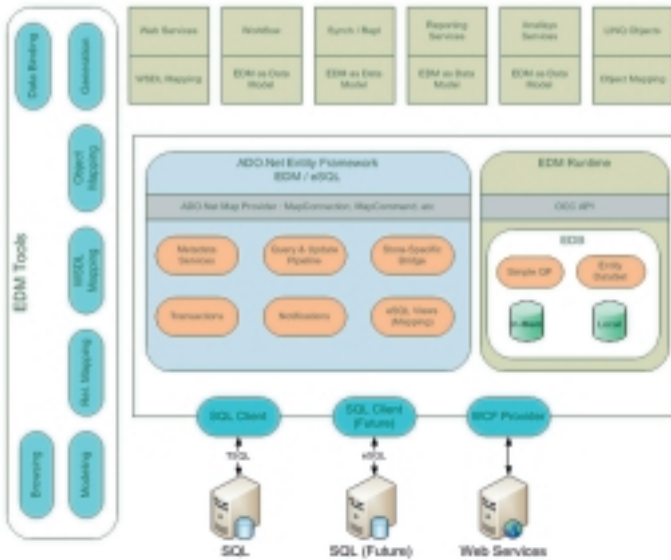 EDM Tools
Data Binding
Generation
Object Mapping
WSDL Mapping
Rel. Mapping
Browsing
Modeling
Web Services
Workflow
Synch / Repl
Reporting Services
Analisys Services
LINQ Objects
WSDL Mapping
EDM as Data Model
EDM as Data Model
EDM as Data Model
EDM as Data Model
Object Mapping
ADO.Net Entity Framework
EDM / eSQL
ADO.Net Map Provider - MapConnection, MapCommand, etc
Metadata Services
Query & Update Pipeline
Store-Specific Bridge
Transactions
Notifications
eSQL Views (Mapping)
EDM Runtime
API
EDB
Simple QP
Entity DataSet
Local
SQL Client
SQL Client (Future)
WCF Provider
TSQL
eSQL
SQL
SQL (Future)
Web Services